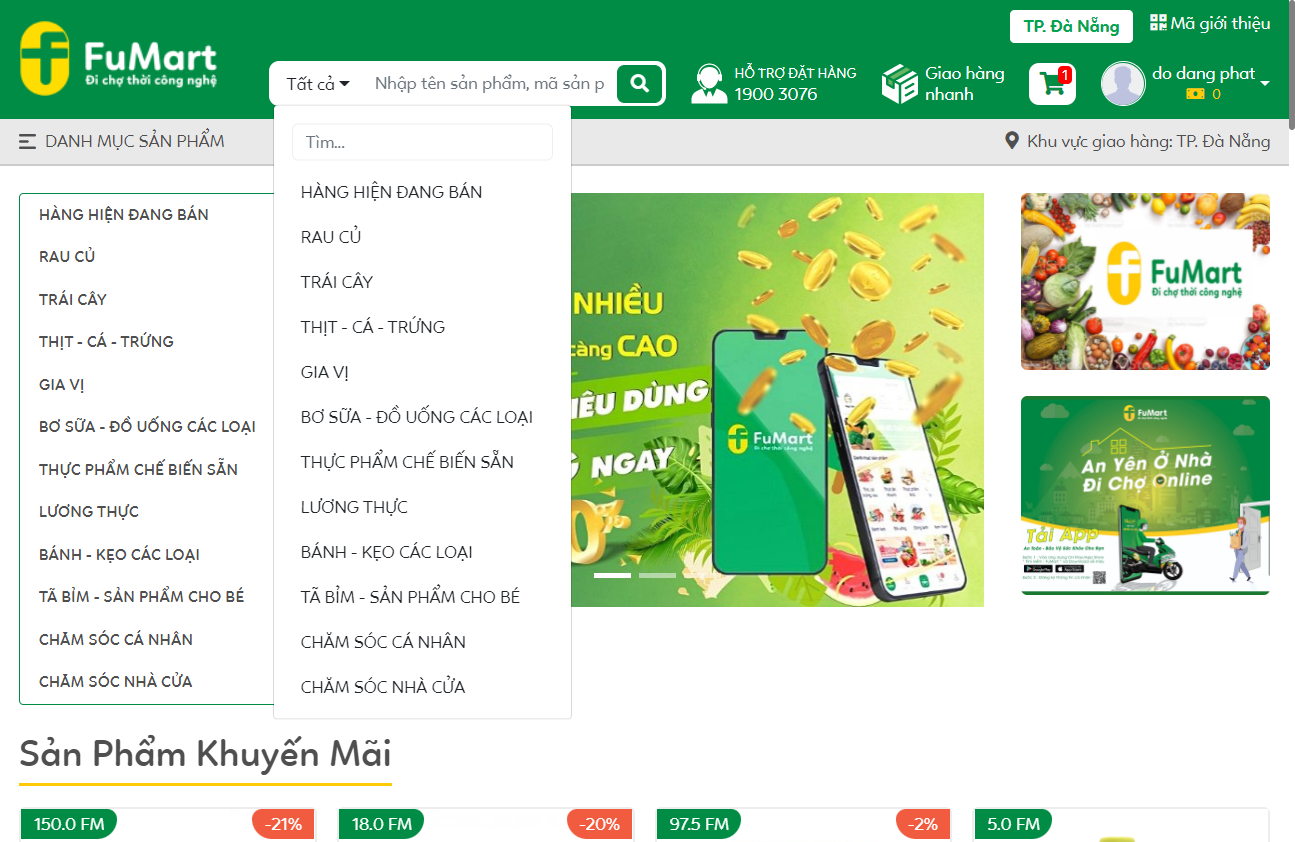 TP. Đà Nẵng
Mã giới thiệu
FuMart
Đi chợ thời công nghệ
Tất cả
Nhập tên sản phẩm, mã sản p
HỖ TRỢ ĐẶT HÀNG
1900 3076
Giao hàng
nhanh
1
do dang phat
0
DANH MỤC SẢN PHẨM
Khu vực giao hàng: TP. Đà Nẵng
Tìm...
HÀNG HIỆN ĐANG BÁN
RAU CỦ
TRÁI CÂY
THỊT - CÁ - TRỨNG
GIA VỊ
BƠ SỮA - ĐỒ UỐNG CÁC LOẠI
THỰC PHẨM CHẾ BIẾN SẴN
LƯƠNG THỰC
BÁNH - KẸO CÁC LOẠI
TÃ BỈM - SẢN PHẨM CHO BÉ
CHĂM SÓC CÁ NHÂN
CHĂM SÓC NHÀ CỬA
HÀNG HIỆN ĐANG BÁN
RAU CỦ
TRÁI CÂY
THỊT - CÁ - TRỨNG
GIA VỊ
BƠ SỮA - ĐỒ UỐNG CÁC LOẠI
THỰC PHẨM CHẾ BIẾN SẴN
LƯƠNG THỰC
BÁNH - KẸO CÁC LOẠI
TÃ BỈM - SẢN PHẨM CHO BÉ
CHĂM SÓC CÁ NHÂN
CHĂM SÓC NHÀ CỬA
NHIỀU
càng CAO
IÊU DÙNG
NGAY
FuMart
Đi chợ thời công nghệ
FuMart
Đi chợ thời công nghệ
FuMart
An Yên Ở Nhà
Đi Chợ Online
Tải App
An Toàn - Bảo Vệ Sức Khỏe Cho Bạn
Sản Phẩm Khuyến Mãi
150.0 FM
-21%
18.0 FM
-20%
97.5 FM
-2%
5.0 FM